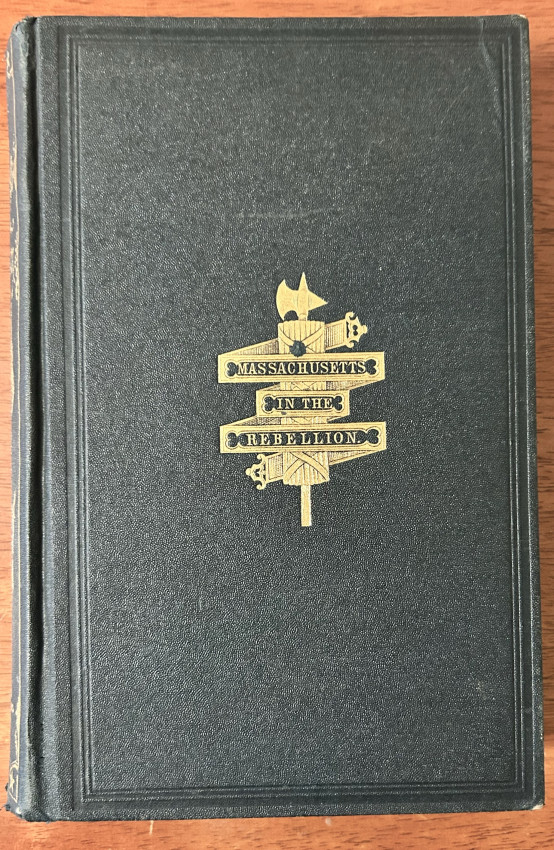 MASSACHUSETTS
IN THE
REBELLION.